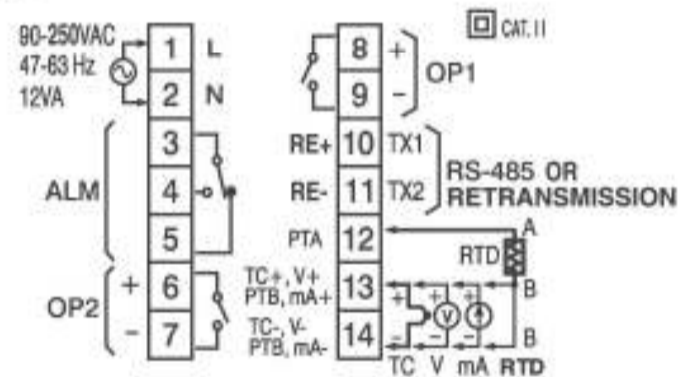 90-250VAC
47-63 Hz
12VA
1 L
2 N
ALM
3
4
5
OP2
+ 6
− 7
CAT. II
8 +
9 −
OP1
RE+ 10 TX1
RE- 11 TX2
RS-485 OR
RETRANSMISSION
PTA 12
A
RTD
TC+, V+
PTB, mA+
13
+ + +
V
B
TC-, V-
PTB, mA-
14
− − −
B
TC V mA RTD